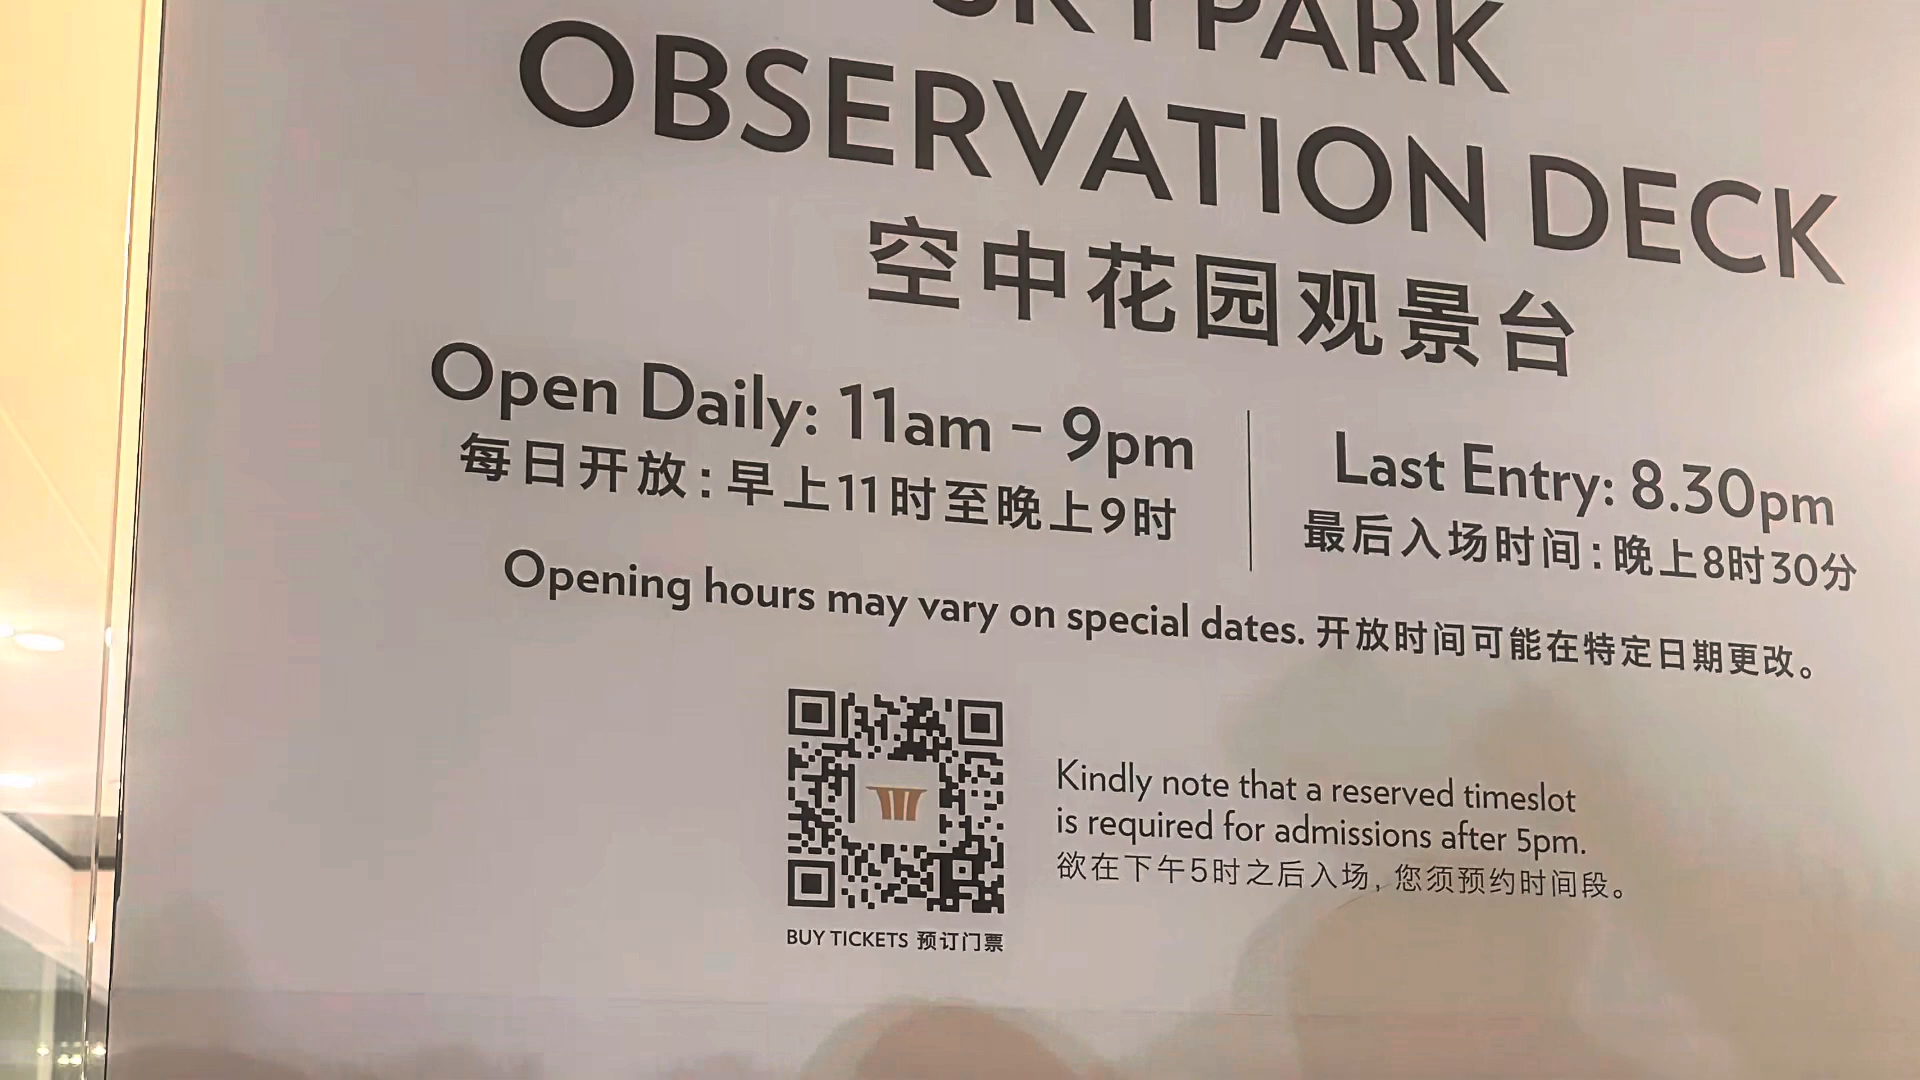 SKYPARK
OBSERVATION DECK
空中花园观景台
Open Daily: 11am – 9pm
每日开放:早上11时至晚上9时
Last Entry: 8.30pm
最后入场时间:晚上8时30分
Opening hours may vary on special dates. 开放时间可能在特定日期更改。
Kindly note that a reserved timeslot
is required for admissions after 5pm.
欲在下午5时之后入场, 您须预约时间段。
BUY TICKETS 预订门票